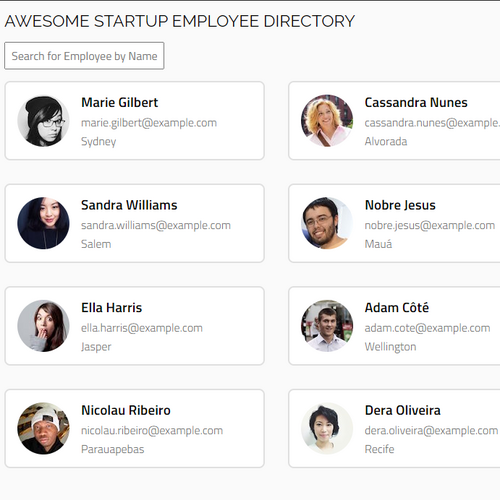 AWESOME STARTUP EMPLOYEE DIRECTORY
Search for Employee by Name
Marie Gilbert
marie.gilbert@example.com
Sydney
Cassandra Nunes
cassandra.nunes@example.
Alvorada
Sandra Williams
sandra.williams@example.com
Salem
Nobre Jesus
nobre.jesus@example.com
Mauá
Ella Harris
ella.harris@example.com
Jasper
Adam Côté
adam.cote@example.com
Wellington
Nicolau Ribeiro
nicolau.ribeiro@example.com
Parauapebas
Dera Oliveira
dera.oliveira@example.com
Recife